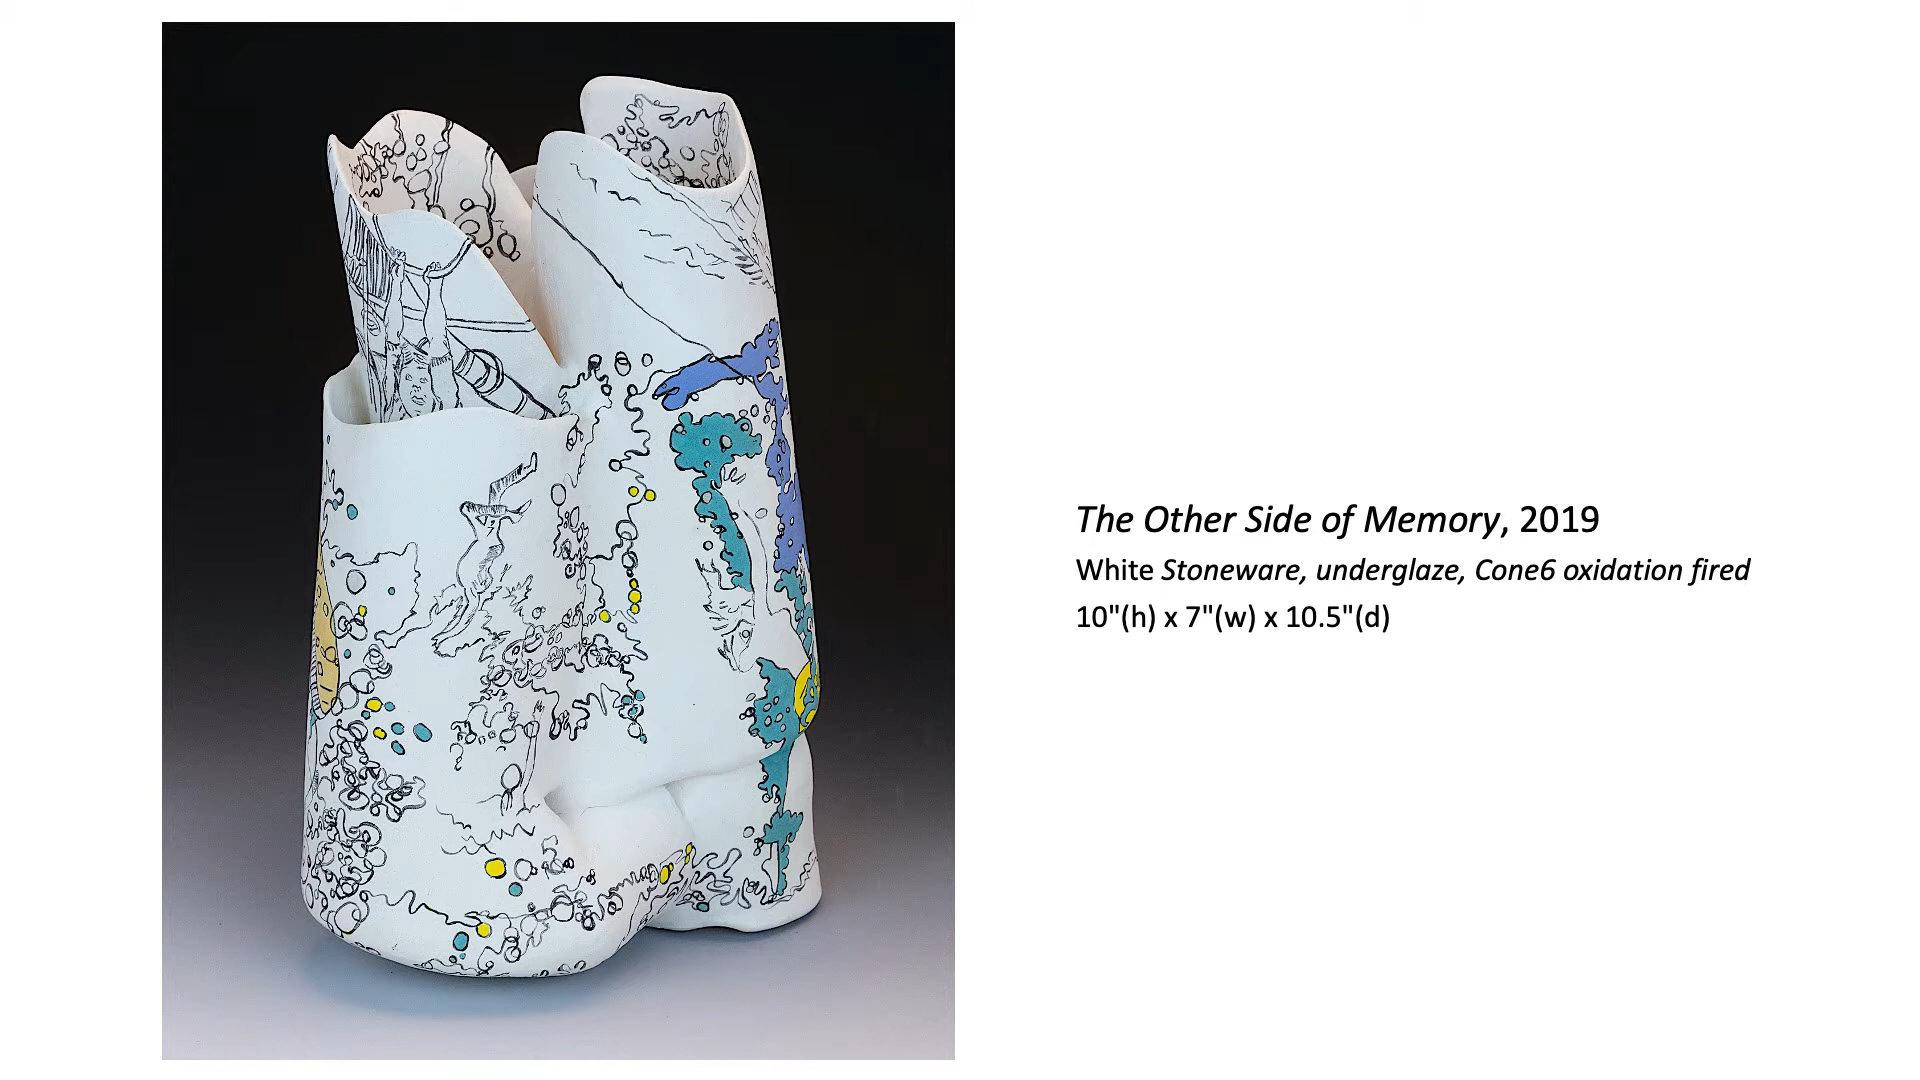 The Other Side of Memory, 2019
White Stoneware, underglaze, Cone6 oxidation fired
10"(h) x 7"(w) x 10.5"(d)